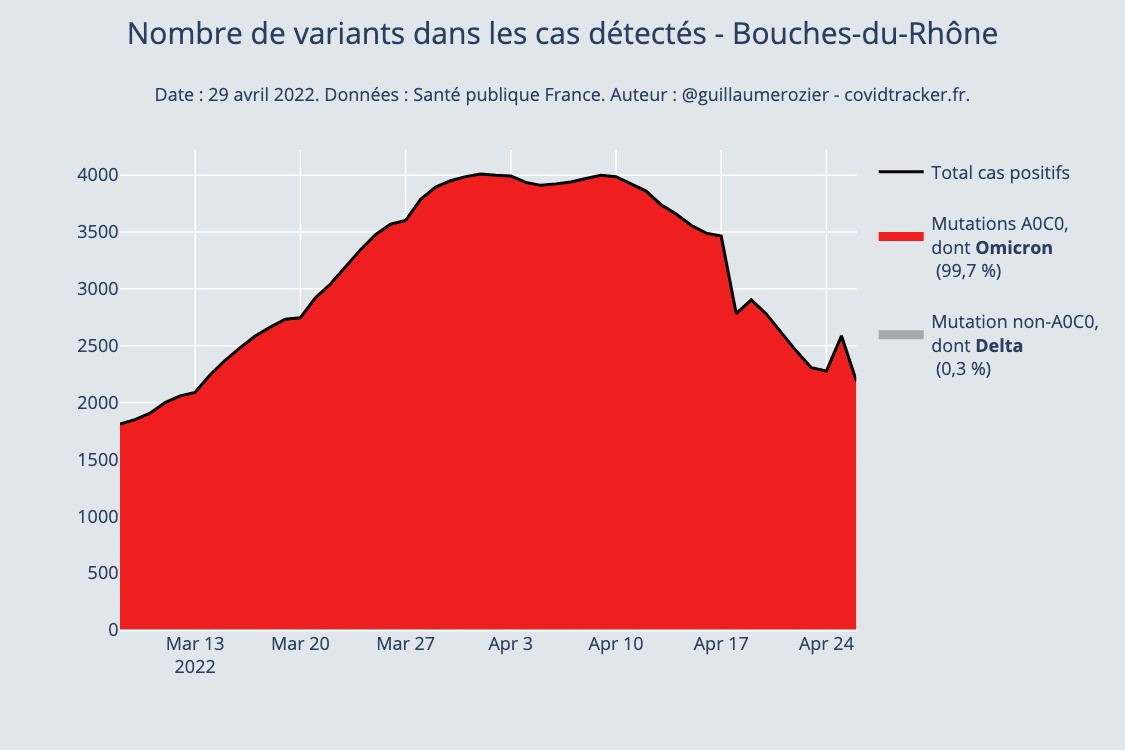 Nombre de variants dans les cas détectés - Bouches-du-Rhône
Date : 29 avril 2022. Données : Santé publique France. Auteur : @guillaumerozier - covidtracker.fr.
4000
3500
3000
2500
2000
1500
1000
500
0
Mar 13
2022
Mar 20
Mar 27
Apr 3
Apr 10
Apr 17
Apr 24
Total cas positifs
Mutations A0C0,
dont Omicron
(99,7 %)
Mutation non-A0C0,
dont Delta
(0,3 %)